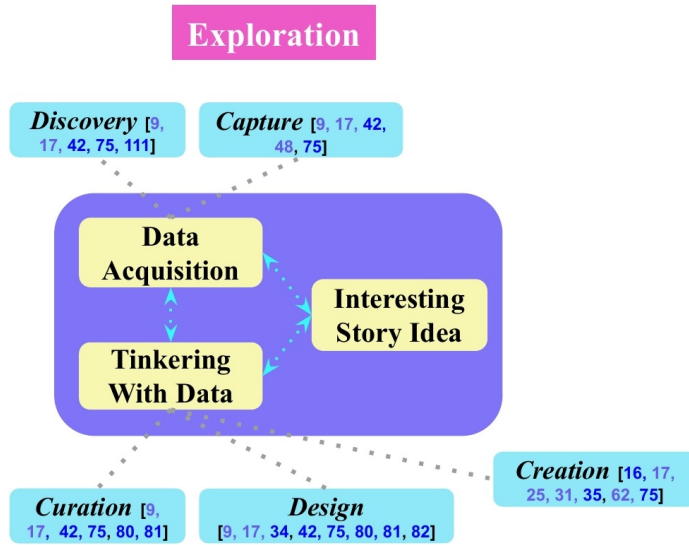 Exploration
Discovery [9,
17, 42, 75, 111]
Capture [9, 17, 42,
48, 75]
Data
Acquisition
Interesting
Story Idea
Tinkering
With Data
Creation [16, 17,
25, 31, 35, 62, 75]
Curation [9,
17, 42, 75, 80, 81]
Design
[9, 17, 34, 42, 75, 80, 81, 82]